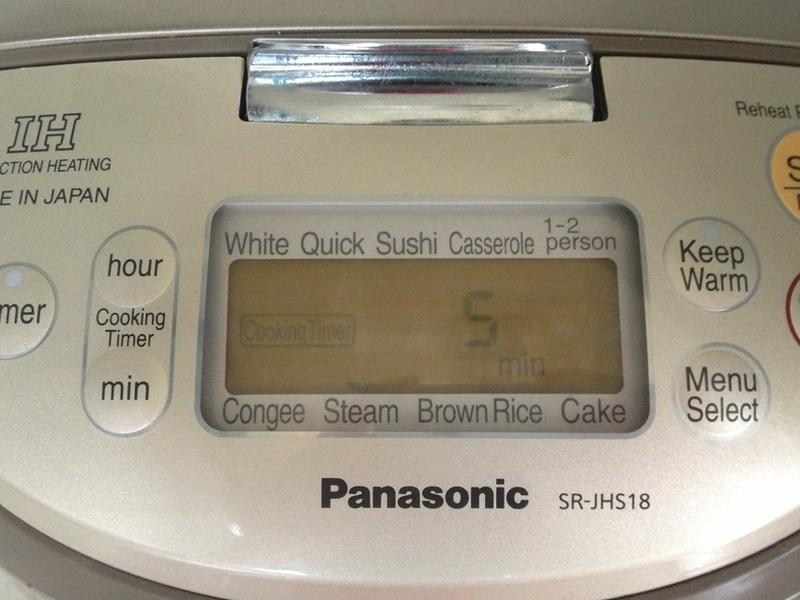 IH
CTION HEATING
E IN JAPAN
Reheat
White Quick Sushi Casserole 1-2 person
hour
Cooking Timer
min
mer
Cooking Timer
5
min
Keep Warm
Menu Select
Congee Steam Brown Rice Cake
Panasonic SR-JHS18